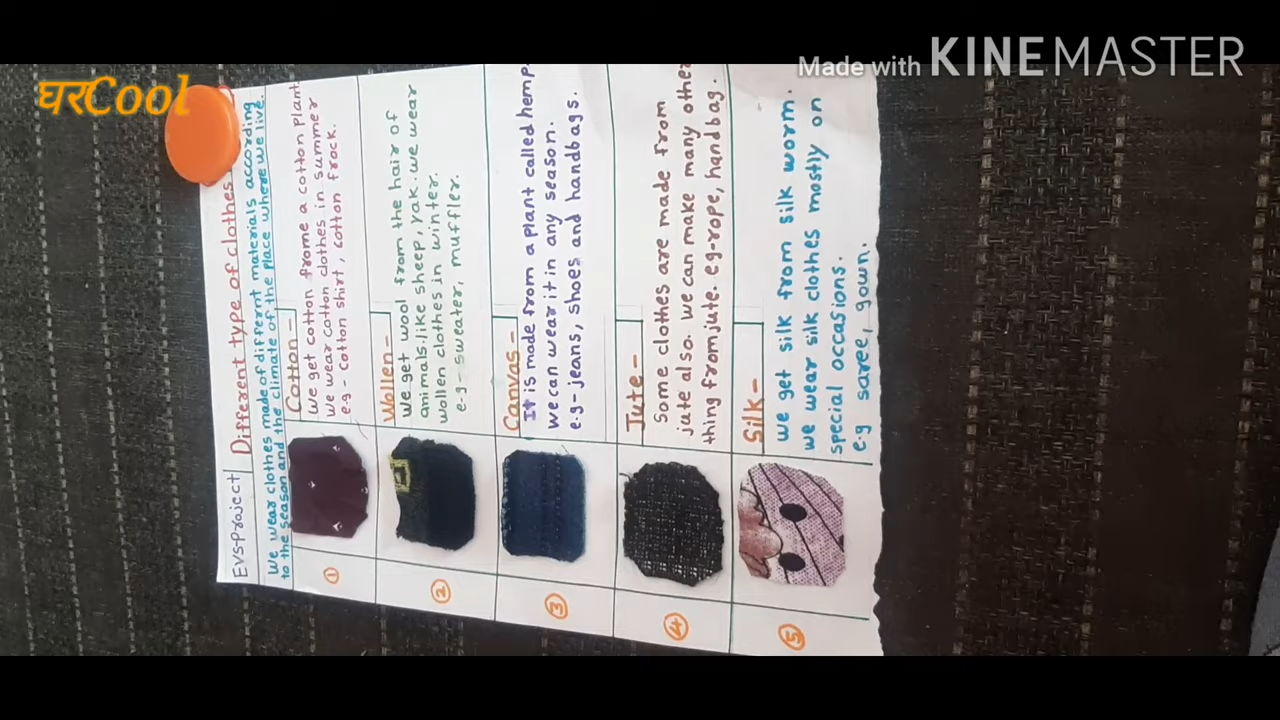 घरCool
Made with KINEMASTER
EVS-project
Different type of clothes
We wear clothes made of differnt materials according
to the season and the climate of the place where we live.
① Cotton -
We get cotton frome a cotton plant
we wear cotton clothes in summer
e.g - cotton shirt, cotton frock.
② Wollen -
We get wool from the hair of
animals.like sheep, yak. we wear
wollen clothes in winter.
e.g - sweater, muffler.
③ Canvas -
It is made from a plant called hemp.
we can wear it in any season.
e.g - jeans, shoes and handbags.
④ Jute -
Some clothes are made from
jute also. we can make many other
thing from jute. eg-rope, handbag.
⑤ Silk -
we get silk from silk worm.
we wear silk clothes mostly on
special occasions.
e.g saree, gown.